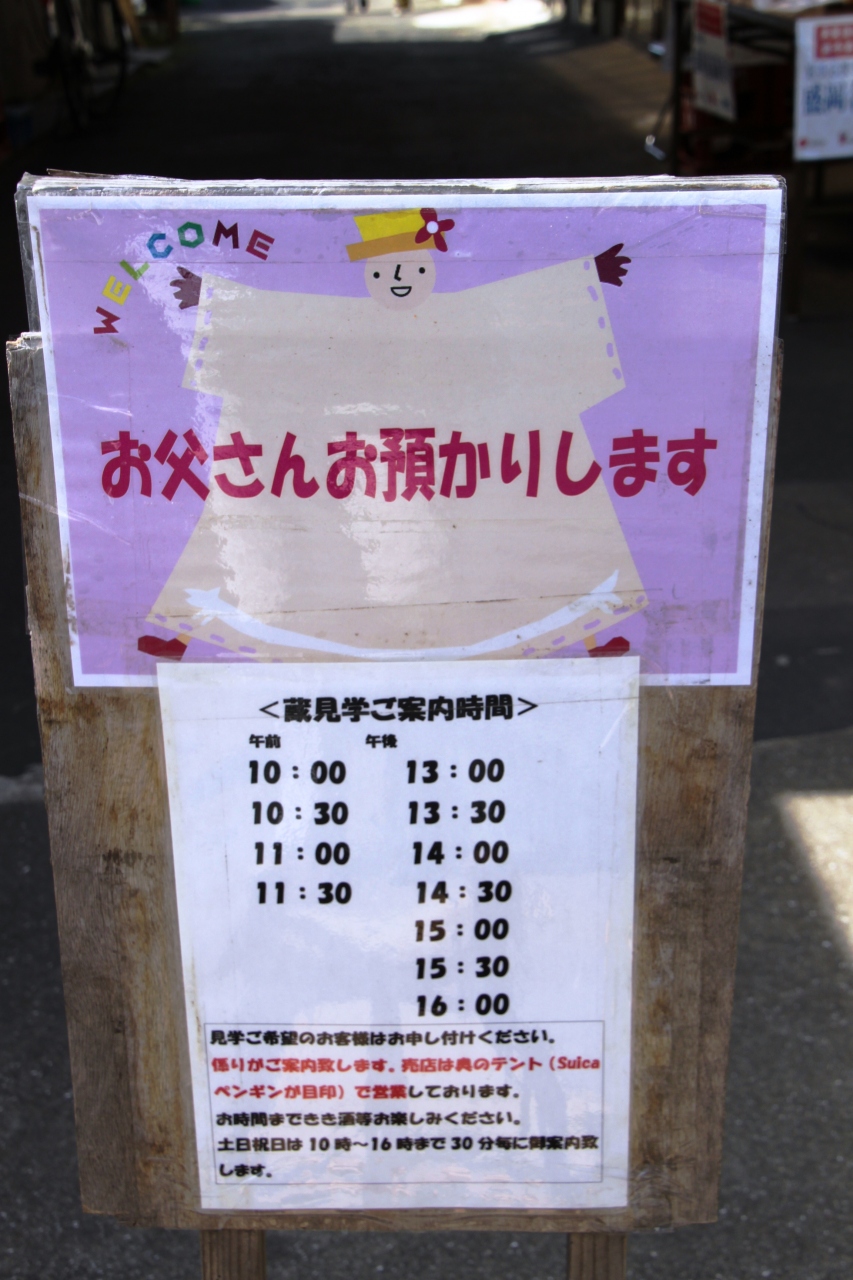 WELCOME
お父さんお預かりします
＜蔵見学ご案内時間＞
午前 午後
10：00 13：00
10：30 13：30
11：00 14：00
11：30 14：30
15：00
15：30
16：00
見学ご希望のお客様はお申し付けください。
係りがご案内致します。売店は奥のテント（Suica
ペンギンが目印）で営業しております。
お時間まできき酒等お楽しみください。
土日祝日は10時～16時まで30分毎に御案内致
します。
盛岡